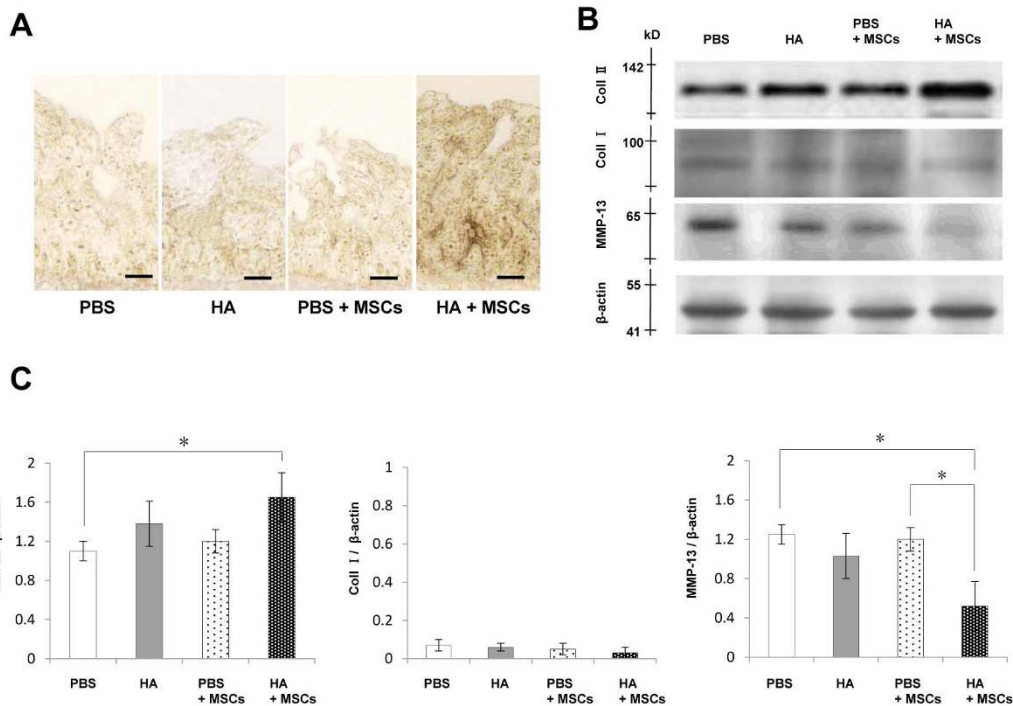 A
PBS
HA
PBS + MSCs
HA + MSCs
B
kD
PBS
HA
PBS
+ MSCs
HA
+ MSCs
Coll Ⅱ
142
Coll Ⅰ
100
MMP-13
65
β-actin
55
41
C
*
2
1.6
1.2
0.8
0.4
0
PBS
HA
PBS
+ MSCs
HA
+ MSCs
Coll Ⅰ / β-actin
1
0.8
0.6
0.4
0.2
0
PBS
HA
PBS
+ MSCs
HA
+ MSCs
MMP-13 / β-actin
*
*
2
1.6
1.2
0.8
0.4
0
PBS
HA
PBS
+ MSCs
HA
+ MSCs